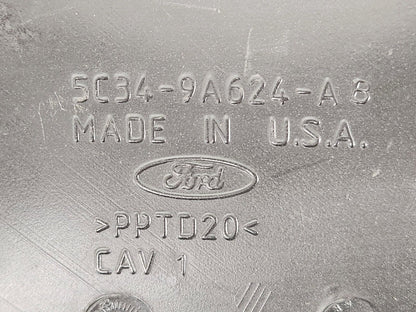 5C34-9A624-A B
MADE IN U.S.A.
Ford
>PPTD20<
CAV 1